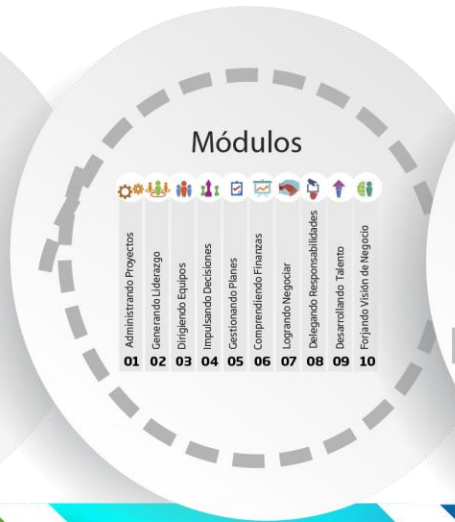 Módulos
01 Administrando Proyectos
02 Generando Liderazgo
03 Dirigiendo Equipos
04 Impulsando Decisiones
05 Gestionando Planes
06 Comprendiendo Finanzas
07 Logrando Negociar
08 Delegando Responsabilidades
09 Desarrollando Talento
10 Forjando Visión de Negocio